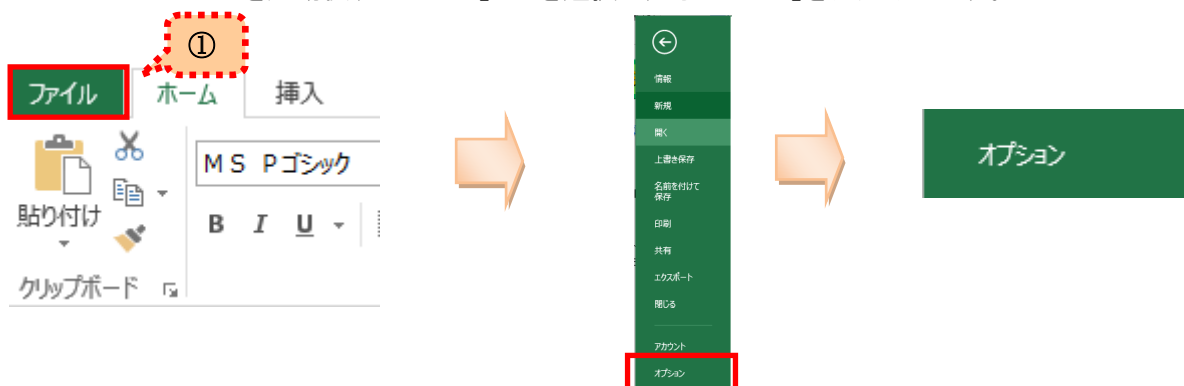 ①
ファイル
ホーム
挿入
MS Pゴシック
貼り付け
B I U
クリップボード
情報
新規
開く
上書き保存
名前を付けて
保存
印刷
共有
エクスポート
閉じる
アカウント
オプション
オプション